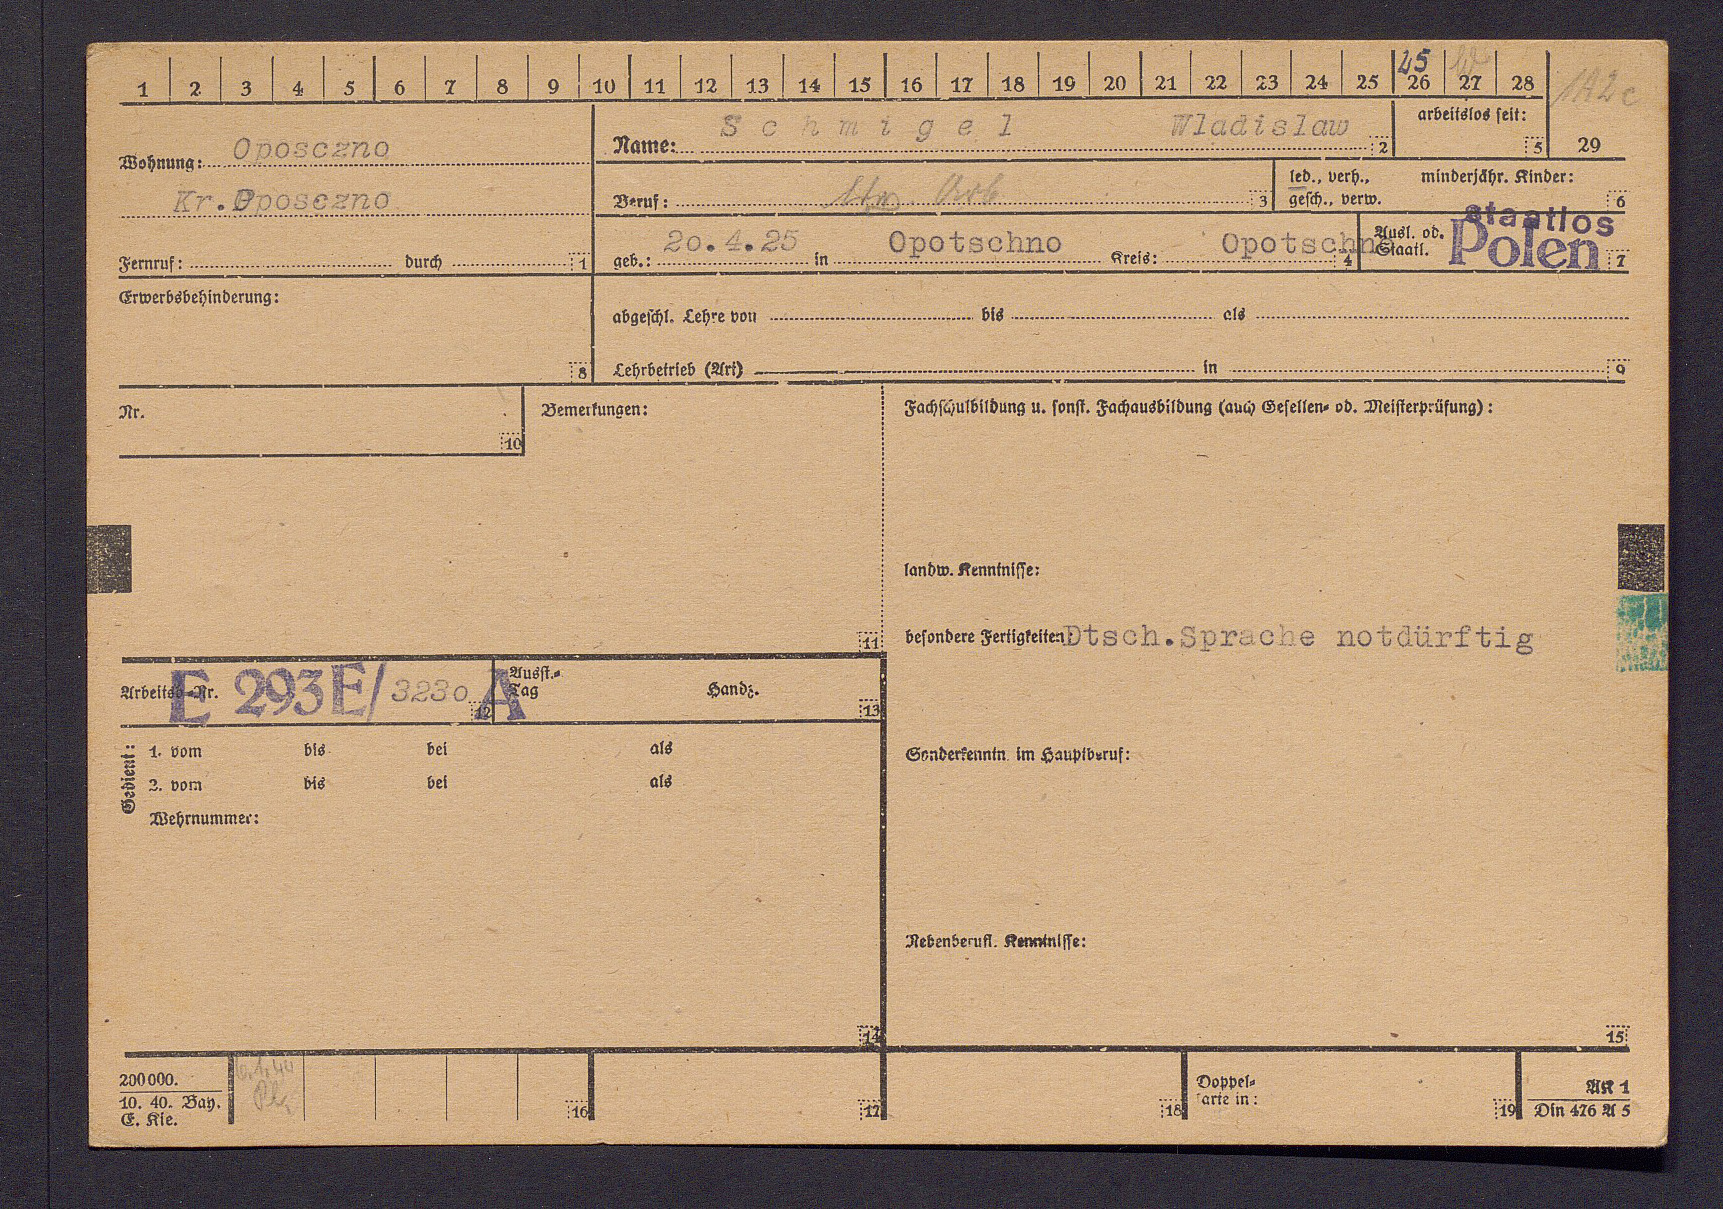 1 2 3 4 5 6 7 8 9 10 11 12 13 14 15 16 17 18 19 20 21 22 23 24 25 26 27 28
45
Wohnung: Oposczno
Kr. Oposczno
Fernruf: durch 1
Name: Schmigel Wladislaw 2
arbeitslos seit: 5
29
Beruf: 3
led., verh., minderjähr. Kinder:
gesch., verw. 6
geb.: 20.4.25 in Opotschno Kreis: Opotschno 4
Ausl. od. staatlos
Staatl. Polen 7
Erwerbsbehinderung: 8
abgeschl. Lehre von bis als
Lehrbetrieb (Art) in 9
Nr. 10
Bemerkungen: 11
Fachschulbildung u. sonst. Fachausbildung (auch Gesellen- od. Meisterprüfung):
landw. Kenntnisse:
besondere Fertigkeiten: Dtsch. Sprache notdürftig
Arbeitsb.-Nr. E 293E/3230 A 12
Ausst.-Tag Handz. 13
Gedient:
1. vom bis bei als
2. vom bis bei als
Wehrnummer:
14
Sonderkenntn. im Hauptberuf:
Nebenberufl. Kenntnisse:
15
200000.
10. 40. Bay.
E. Kie.
16 17 18
Doppel-
karte in: 19
AK 1
Din 476 A 5